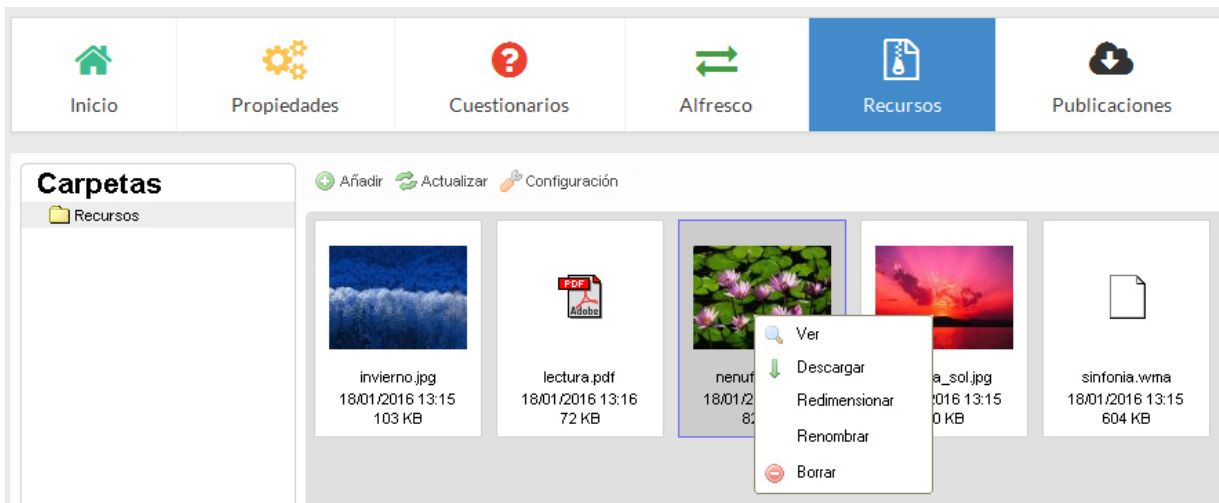 Inicio
Propiedades
Cuestionarios
Alfresco
Recursos
Publicaciones
Carpetas
Recursos
Añadir Actualizar Configuración
PDF
Adobe
invierno.jpg
18/01/2016 13:15
103 KB
lectura.pdf
18/01/2016 13:16
72 KB
Ver
Descargar
Redimensionar
Renombrar
Borrar
sinfonia.wma
18/01/2016 13:15
604 KB